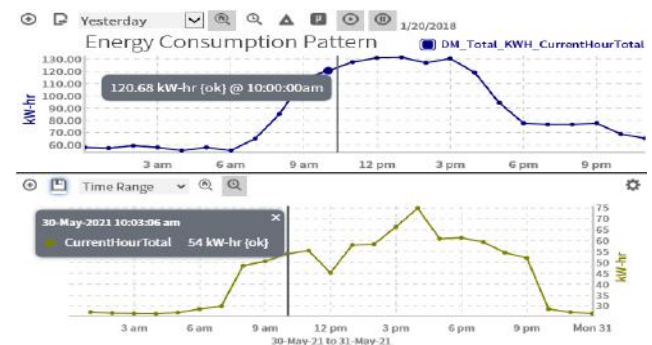 Yesterday
1/20/2018
Energy Consumption Pattern
DM_Total_KWH_CurrentHourTotal
130.00
120.00
110.00
100.00
90.00
80.00
70.00
60.00
kW-hr
120.68 kW-hr {ok} @ 10:00:00am
3 am 6 am 9 am 12 pm 3 pm 6 pm 9 pm
Time Range
30-May-2021 10:03:06 am ×
CurrentHourTotal 54 kW-hr {ok}
75
70
65
60
55
50
45
40
35
30
kW-hr
3 am 6 am 9 am 12 pm 3 pm 6 pm 9 pm Mon 31
30-May-21 to 31-May-21